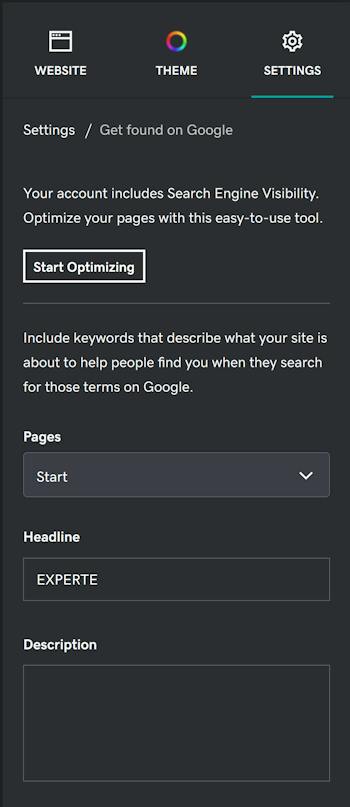 WEBSITE THEME SETTINGS
Settings / Get found on Google
Your account includes Search Engine Visibility.
Optimize your pages with this easy-to-use tool.
Start Optimizing
Include keywords that describe what your site is
about to help people find you when they search
for those terms on Google.
Pages
Start
Headline
EXPERTE
Description